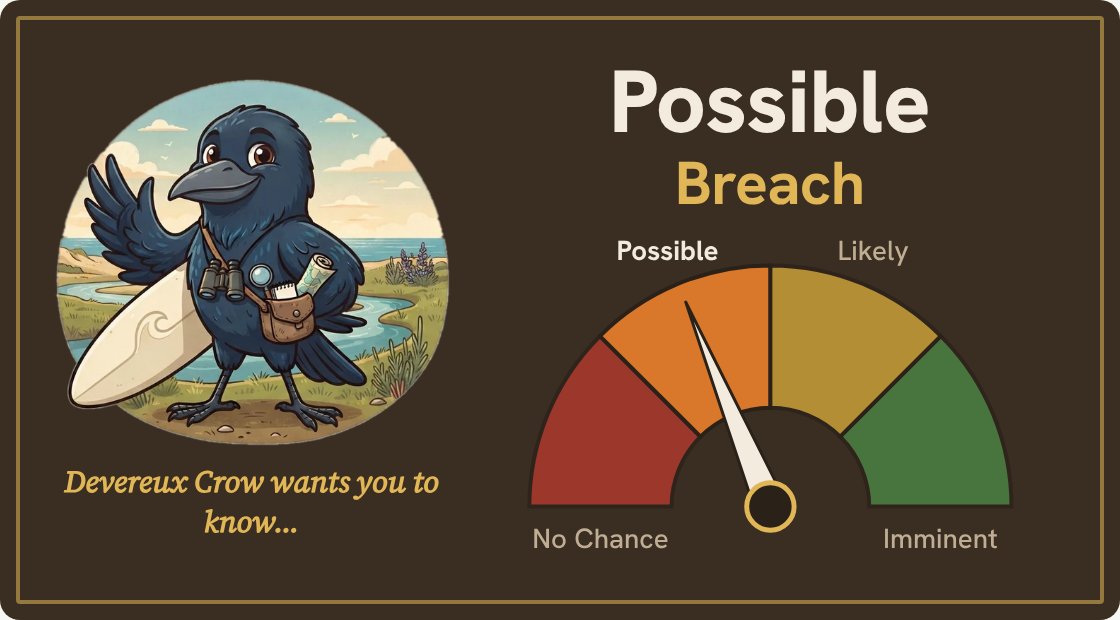 Possible
Breach
Possible
Likely
No Chance
Imminent
Devereux Crow wants you to
know...